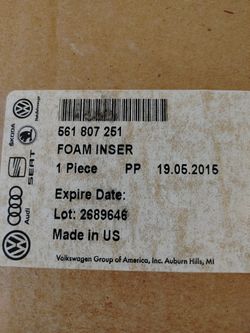 561 807 251
FOAM INSER
1 Piece PP 19.05.2015
Expire Date:
Lot: 2689646
Made in US
Volkswagen Group of America, Inc. Auburn Hills, MI
ŠKODA
SEAT
Audi